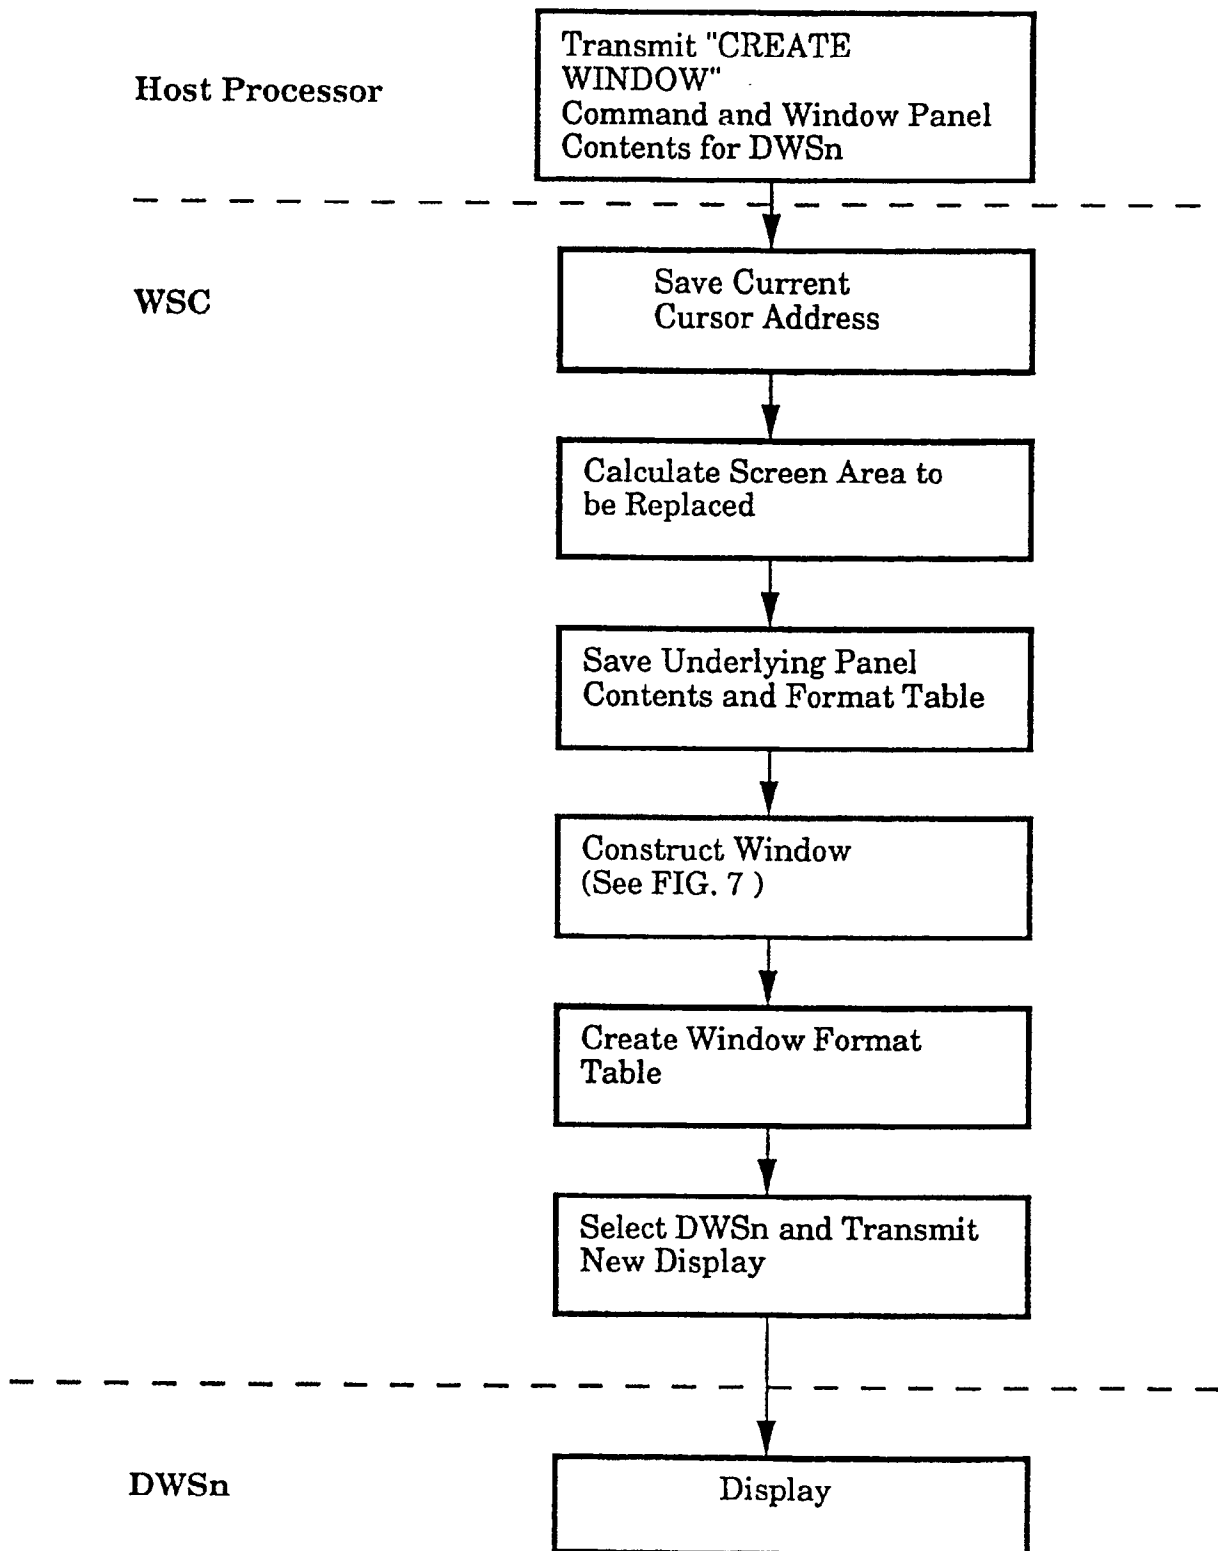 Host Processor
Transmit "CREATE
WINDOW"
Command and Window Panel
Contents for DWSn
WSC
Save Current
Cursor Address
Calculate Screen Area to
be Replaced
Save Underlying Panel
Contents and Format Table
Construct Window
(See FIG. 7 )
Create Window Format
Table
Select DWSn and Transmit
New Display
DWSn
Display